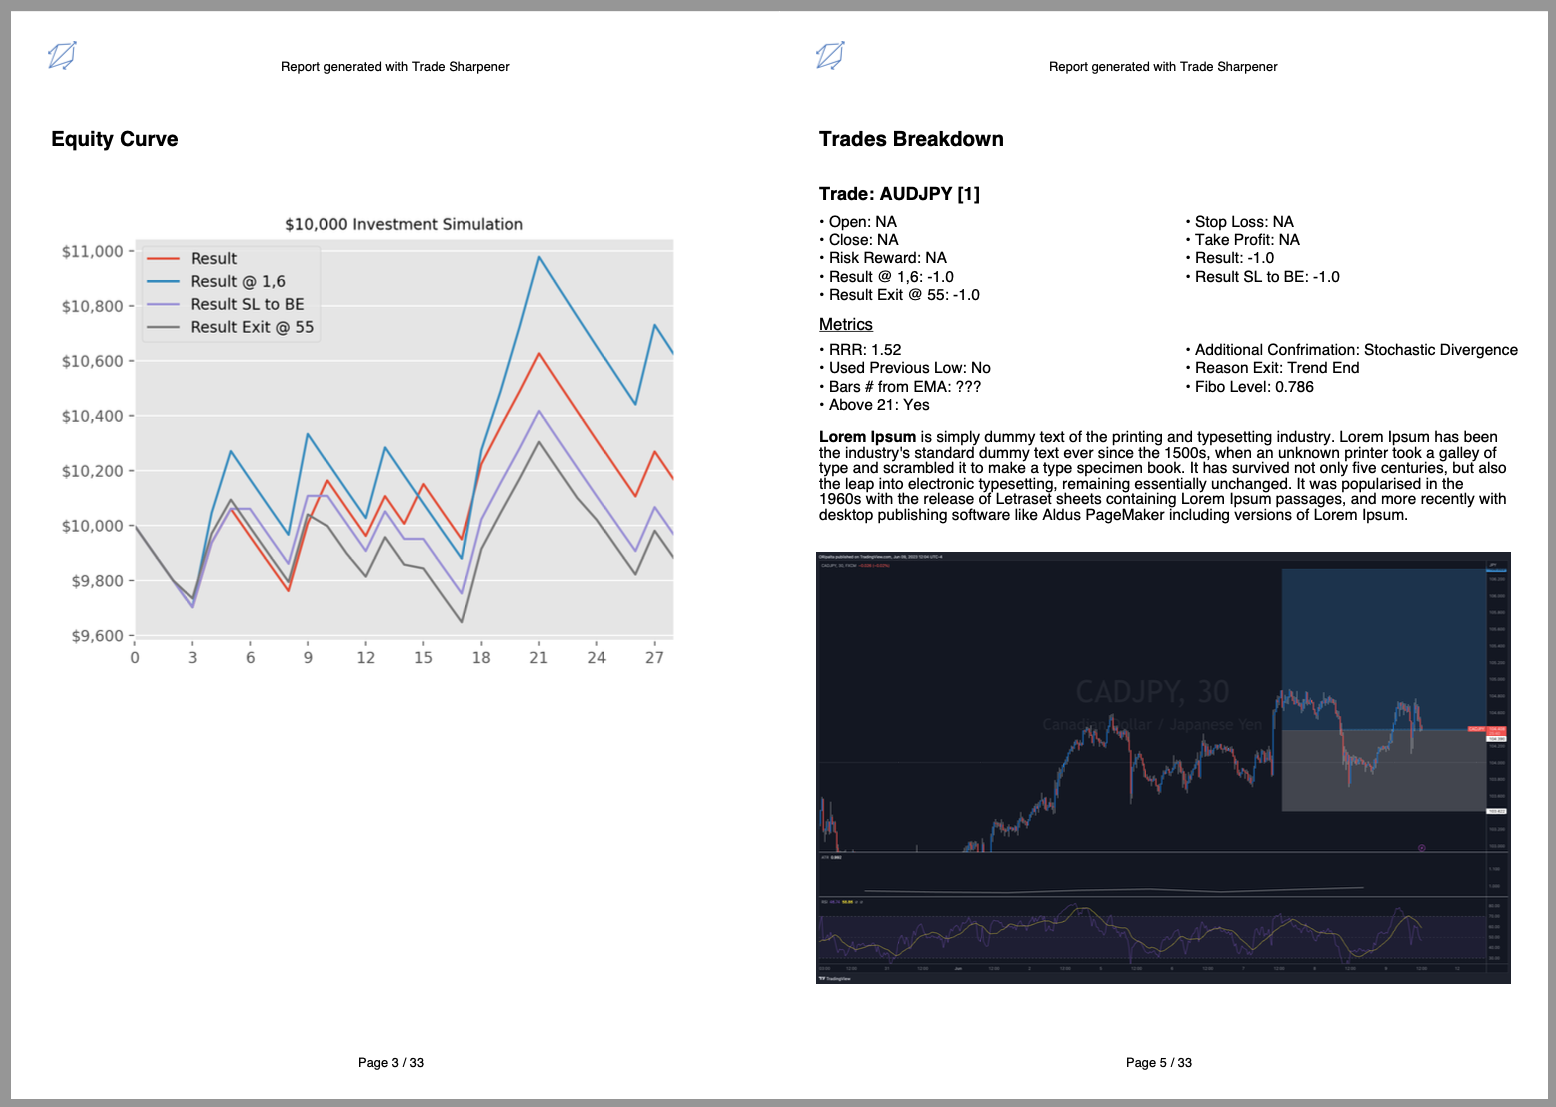 Report generated with Trade Sharpener
Equity Curve
$10,000 Investment Simulation
$11,000
$10,800
$10,600
$10,400
$10,200
$10,000
$9,800
$9,600
Result
Result @ 1,6
Result SL to BE
Result Exit @ 55
0 3 6 9 12 15 18 21 24 27
Page 3 / 33
Report generated with Trade Sharpener
Trades Breakdown
Trade: AUDJPY [1]
• Open: NA
• Close: NA
• Risk Reward: NA
• Result @ 1,6: -1.0
• Result Exit @ 55: -1.0
• Stop Loss: NA
• Take Profit: NA
• Result: -1.0
• Result SL to BE: -1.0
Metrics
• RRR: 1.52
• Used Previous Low: No
• Bars # from EMA: ???
• Above 21: Yes
• Additional Confrimation: Stochastic Divergence
• Reason Exit: Trend End
• Fibo Level: 0.786
Lorem Ipsum is simply dummy text of the printing and typesetting industry. Lorem Ipsum has been
the industry's standard dummy text ever since the 1500s, when an unknown printer took a galley of
type and scrambled it to make a type specimen book. It has survived not only five centuries, but also
the leap into electronic typesetting, remaining essentially unchanged. It was popularised in the
1960s with the release of Letraset sheets containing Lorem Ipsum passages, and more recently with
desktop publishing software like Aldus PageMaker including versions of Lorem Ipsum.
CADJPY, 30
Canadian Dollar / Japanese Yen
TradingView
Page 5 / 33